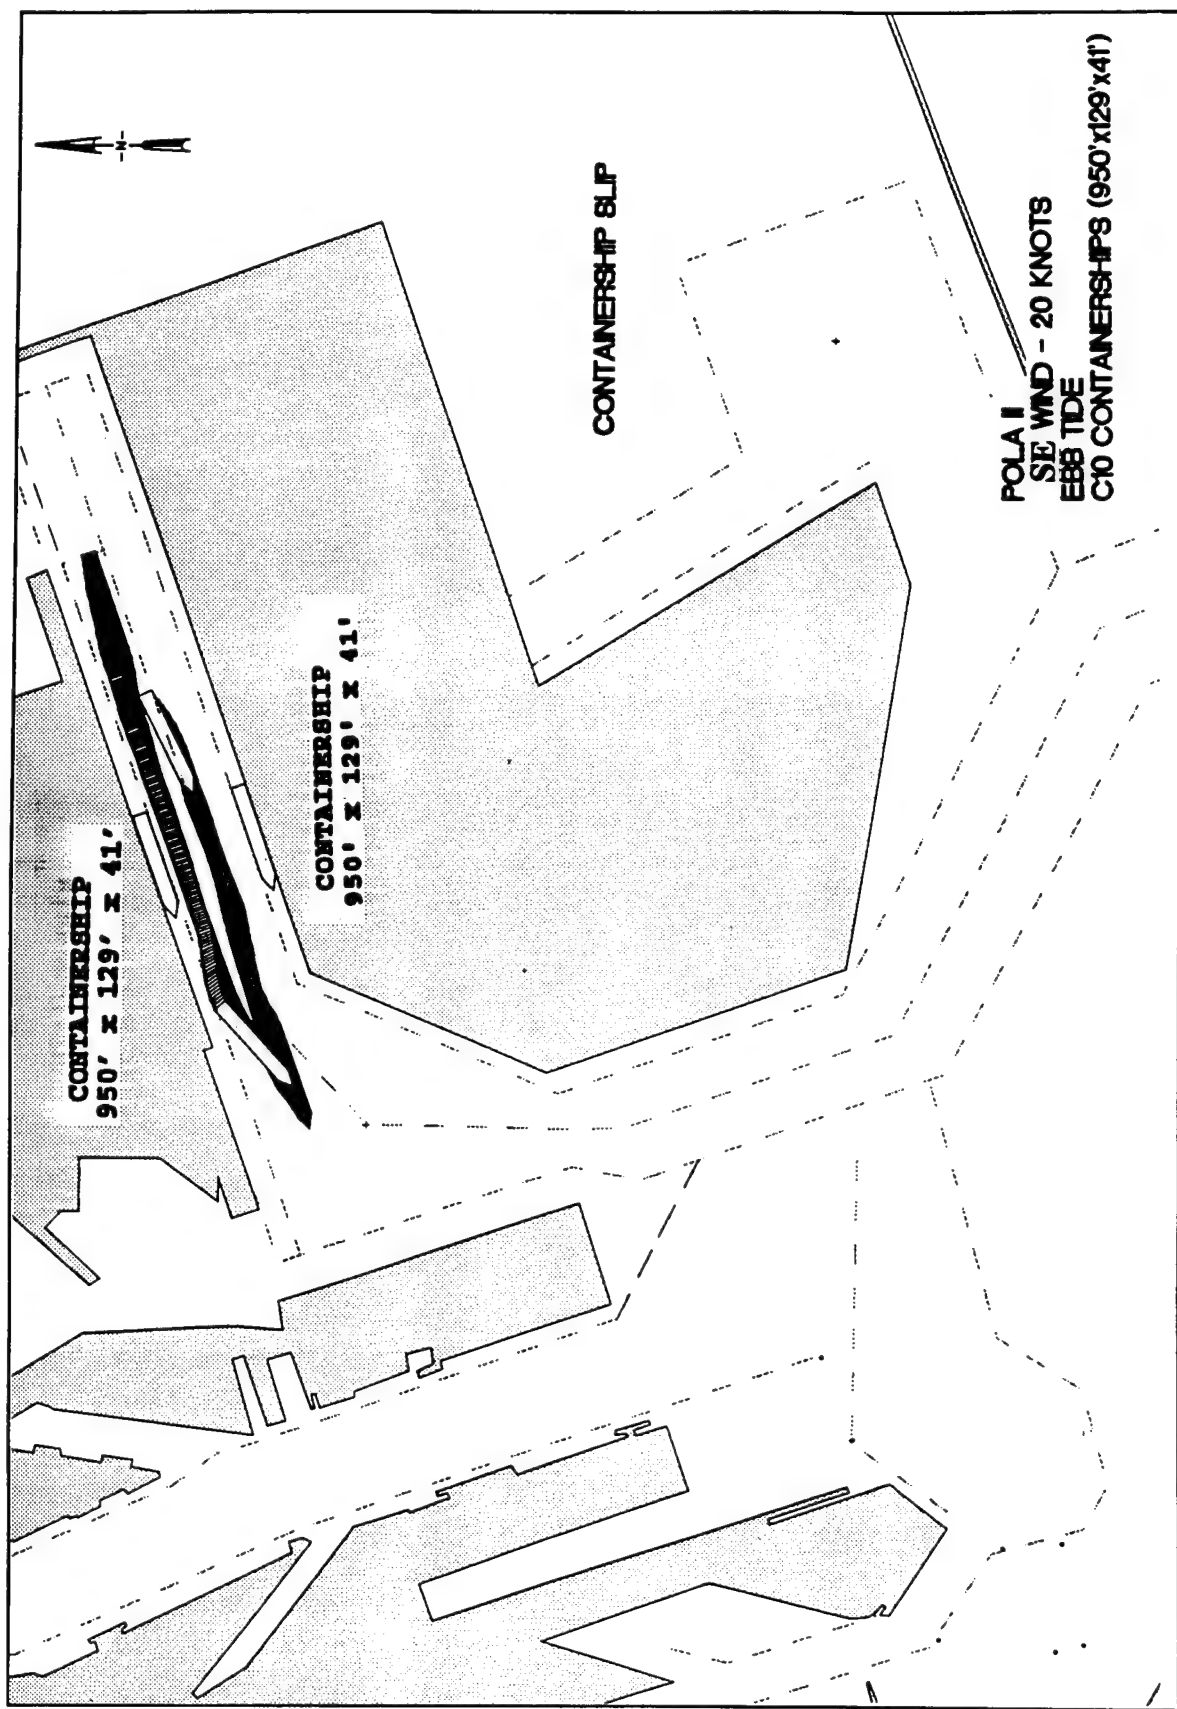 N
CONTAINERSHIP
950' x 129' x 41'
CONTAINERSHIP
950' x 129' x 41'
CONTAINERSHIP SLIP
POLA II
SE WIND - 20 KNOTS
EBB TIDE
C10 CONTAINERSHIPS (950'x129'x41')